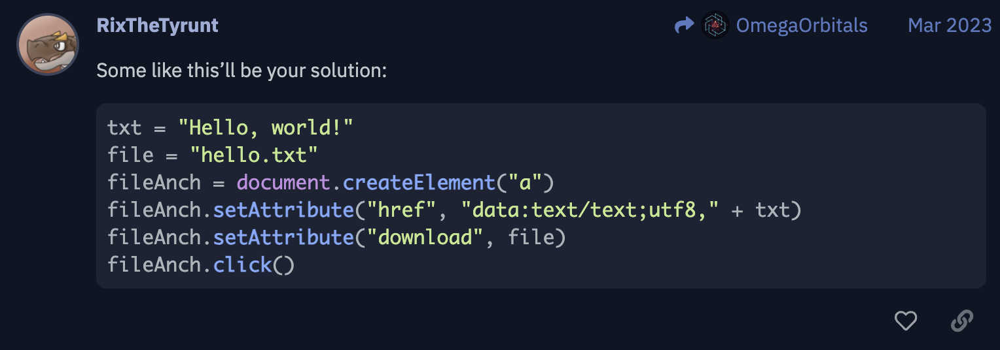 RixTheTyrunt OmegaOrbitals Mar 2023
Some like this’ll be your solution:
txt = "Hello, world!"
file = "hello.txt"
fileAnch = document.createElement("a")
fileAnch.setAttribute("href", "data:text/text;utf8," + txt)
fileAnch.setAttribute("download", file)
fileAnch.click()